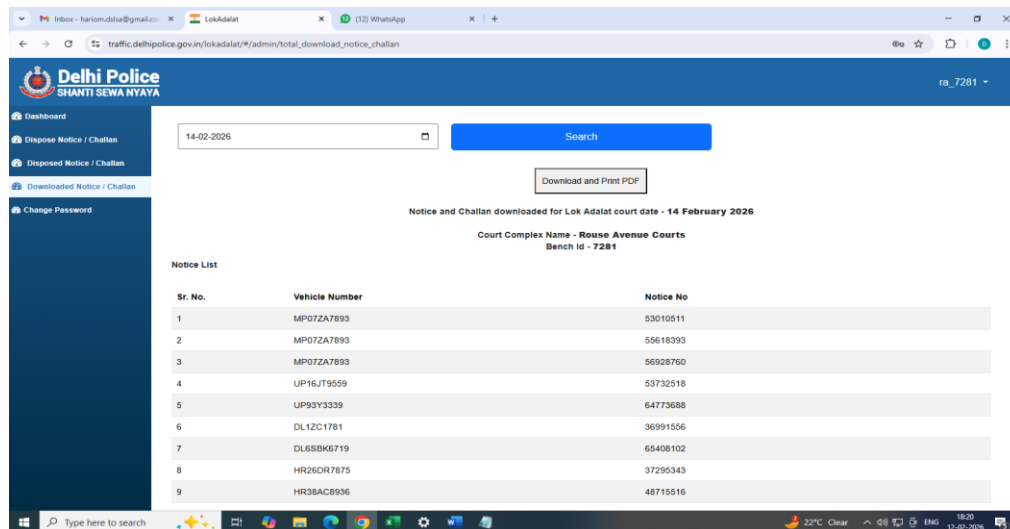 Inbox - hariom.dslsa@gmail.co
LokAdalat
(12) WhatsApp
traffic.delhipolice.gov.in/lokadalat/#/admin/total_download_notice_challan
D
Delhi Police
SHANTI SEWA NYAYA
ra_7281
Dashboard
Dispose Notice / Challan
Disposed Notice / Challan
Downloaded Notice / Challan
Change Password
14-02-2026
Search
Download and Print PDF
Notice and Challan downloaded for Lok Adalat court date - 14 February 2026
Court Complex Name - Rouse Avenue Courts
Bench Id - 7281
Notice List
Sr. No. Vehicle Number Notice No
1 MP07ZA7893 53010511
2 MP07ZA7893 55618393
3 MP07ZA7893 56928760
4 UP16JT9559 53732518
5 UP93Y3339 64773688
6 DL1ZC1781 36991556
7 DL6SBK6719 65408102
8 HR26DR7875 37295343
9 HR38AC8936 48715516
Type here to search
22°C Clear
ENG
18:20
12-02-2026